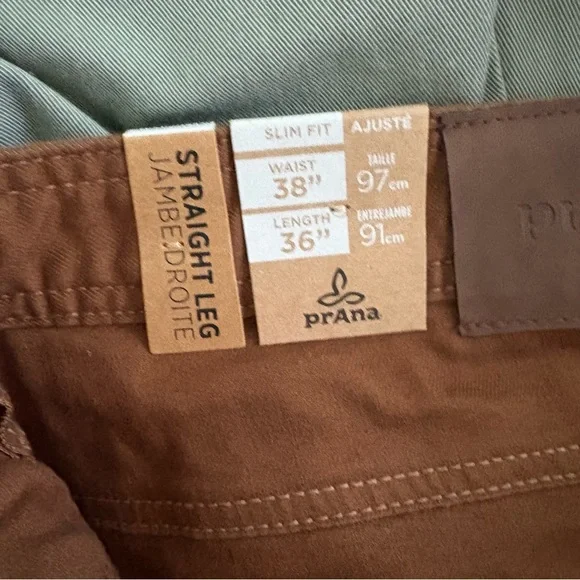 STRAIGHT LEG
JAMBE DROITE
SLIM FIT AJUSTÉ
WAIST TAILLE
38” 97cm
LENGTH ENTREJAMBE
36” 91cm
prAna